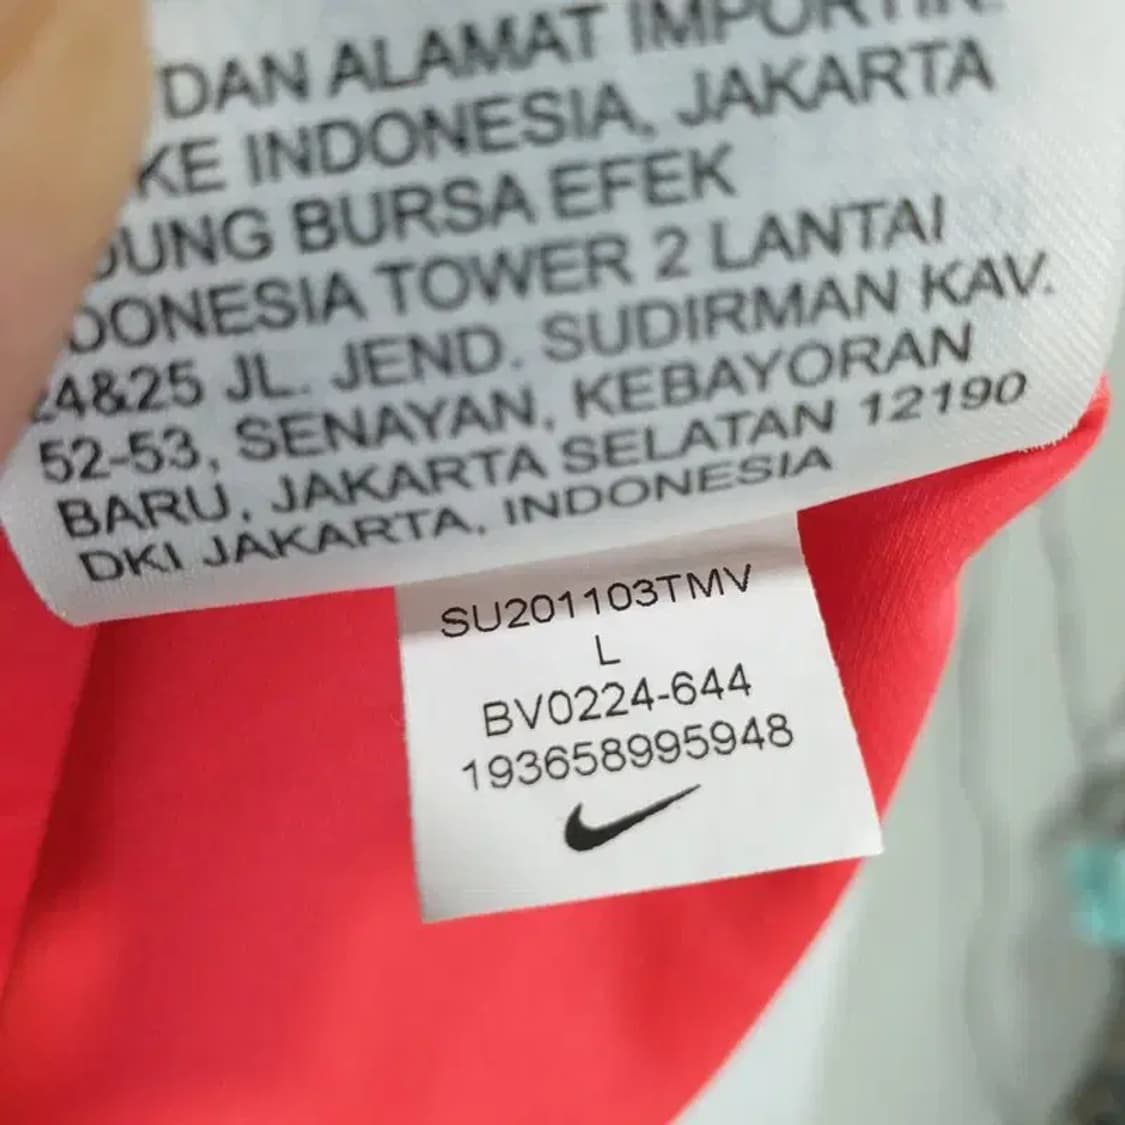 DAN ALAMAT IMPORTIR:
KE INDONESIA, JAKARTA
DUNG BURSA EFEK
DONESIA TOWER 2 LANTAI
24&25 JL. JEND. SUDIRMAN KAV.
52-53, SENAYAN, KEBAYORAN
BARU, JAKARTA SELATAN 12190
DKI JAKARTA, INDONESIA
SU201103TMV
L
BV0224-644
193658995948